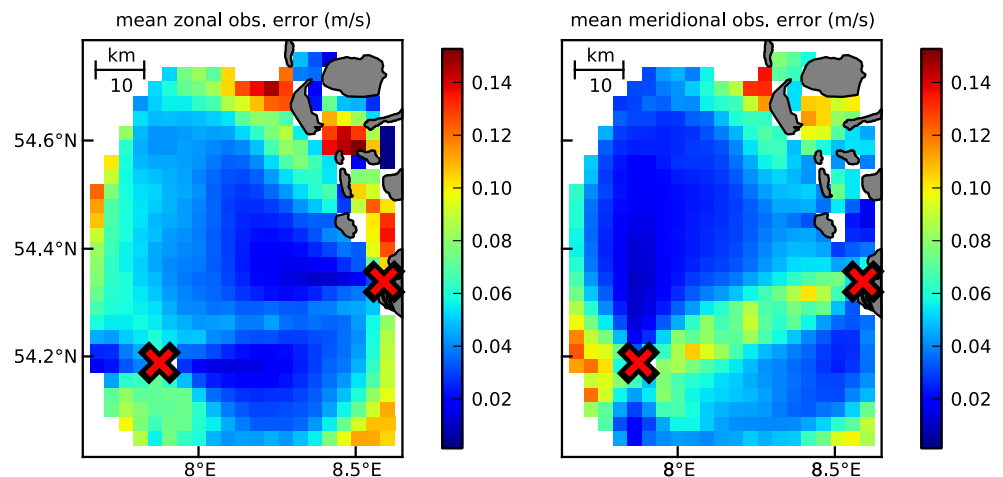 mean zonal obs. error (m/s)
mean meridional obs. error (m/s)
km
10
km
10
54.6°N
54.4°N
54.2°N
8°E
8.5°E
8°E
8.5°E
0.14
0.12
0.10
0.08
0.06
0.04
0.02
0.14
0.12
0.10
0.08
0.06
0.04
0.02